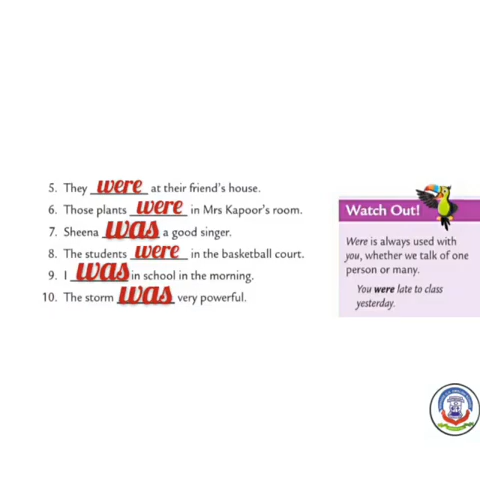 5. They were at their friend's house.
6. Those plants were in Mrs Kapoor's room.
7. Sheena was a good singer.
8. The students were in the basketball court.
9. I was in school in the morning.
10. The storm was very powerful.
Watch Out!
Were is always used with
you, whether we talk of one
person or many.
You were late to class
yesterday.